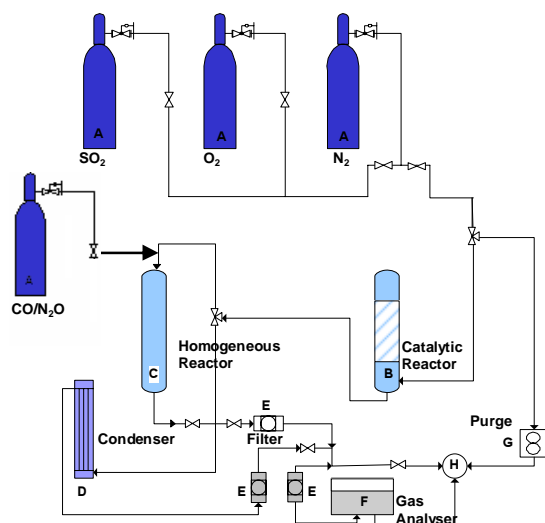 A
A
A
SO₂
O₂
N₂
A
CO/N₂O
C
Homogeneous
Reactor
B
Catalytic
Reactor
E
Filter
Condenser
D
E
E
F
Gas
Analyser
H
Purge
G